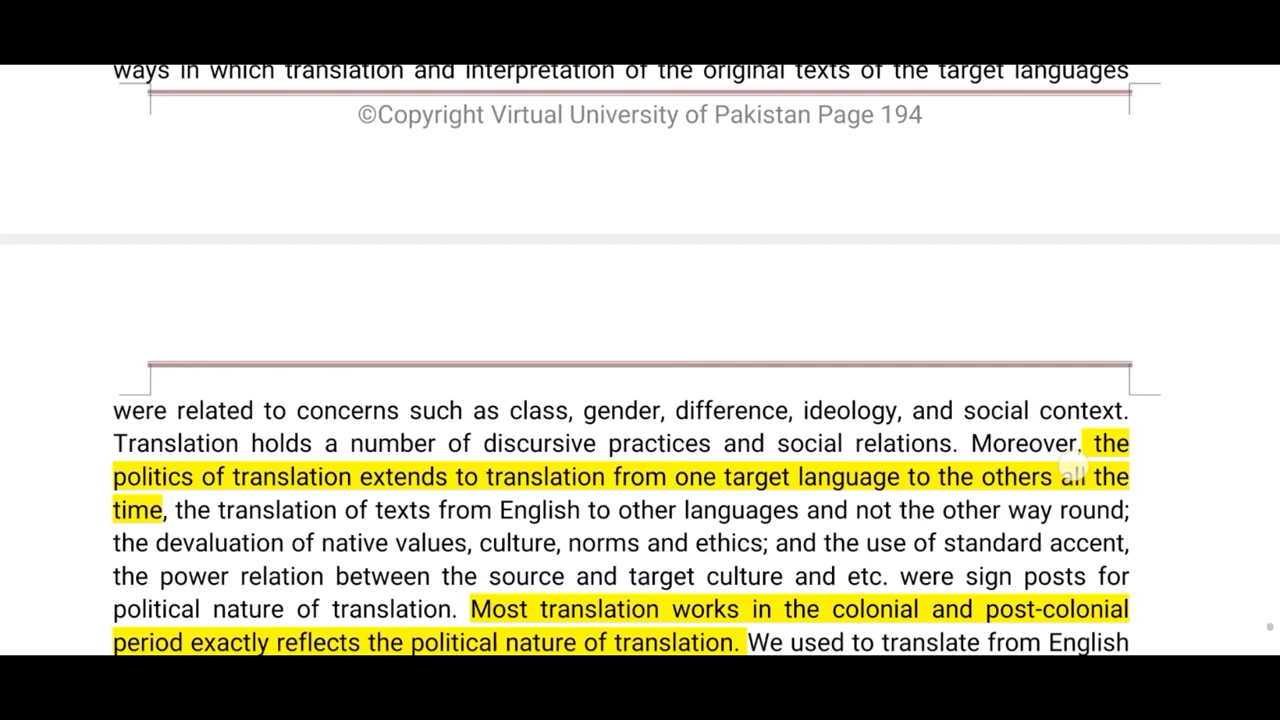 ways in which translation and interpretation of the original texts of the target languages
©Copyright Virtual University of Pakistan Page 194
were related to concerns such as class, gender, difference, ideology, and social context.
Translation holds a number of discursive practices and social relations. Moreover, the
politics of translation extends to translation from one target language to the others all the
time, the translation of texts from English to other languages and not the other way round;
the devaluation of native values, culture, norms and ethics; and the use of standard accent,
the power relation between the source and target culture and etc. were sign posts for
political nature of translation. Most translation works in the colonial and post-colonial
period exactly reflects the political nature of translation. We used to translate from English